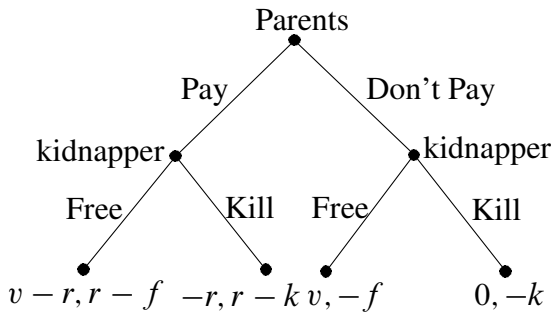 Parents
Pay Don't Pay
kidnapper kidnapper
Free Kill Free Kill
v − r, r − f −r, r − k v, −f 0, −k